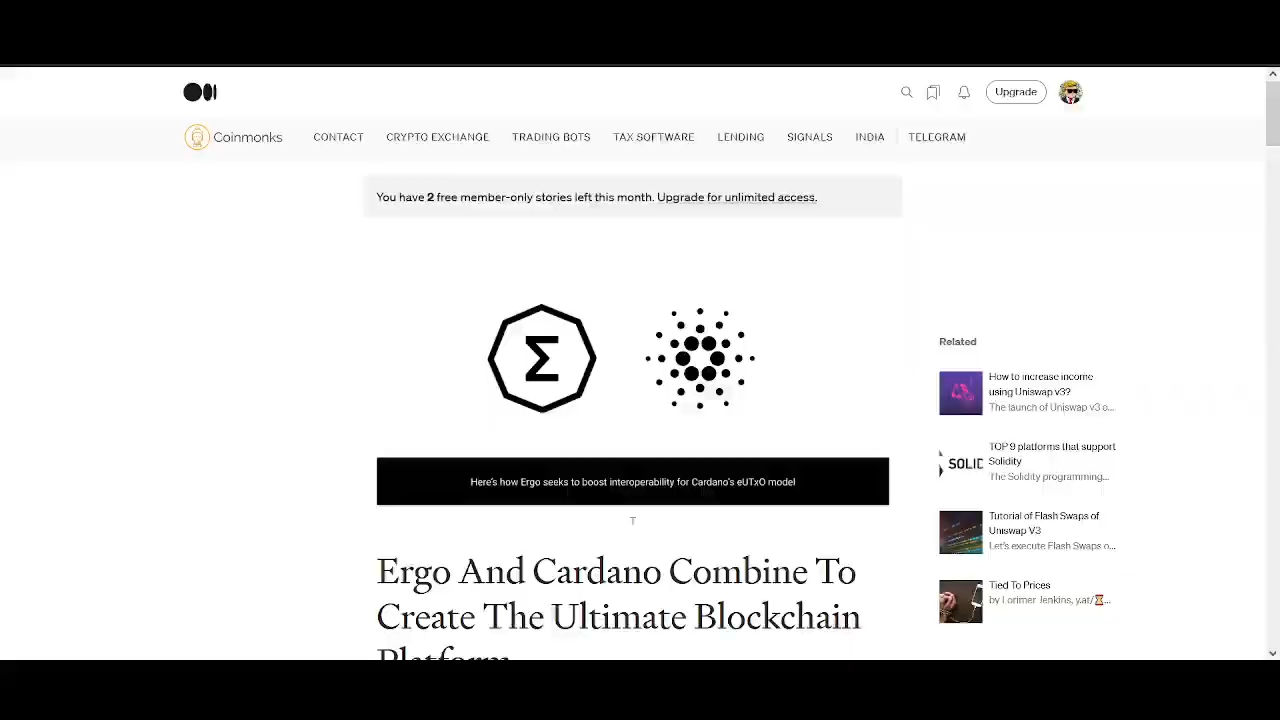 Upgrade
Coinmonks
CONTACT
CRYPTO EXCHANGE
TRADING BOTS
TAX SOFTWARE
LENDING
SIGNALS
INDIA
TELEGRAM
You have 2 free member-only stories left this month. Upgrade for unlimited access.
Σ
Here's how Ergo seeks to boost interoperability for Cardano's eUTxO model
T
Ergo And Cardano Combine To
Create The Ultimate Blockchain
Platform
Related
How to increase income
using Uniswap v3?
The launch of Uniswap v3 o...
SOLID
TOP 9 platforms that support
Solidity
The Solidity programming...
Tutorial of Flash Swaps of
Uniswap V3
Let's execute Flash Swaps o...
Tied To Prices
by Lorimer Jenkins, y.at/⌛...